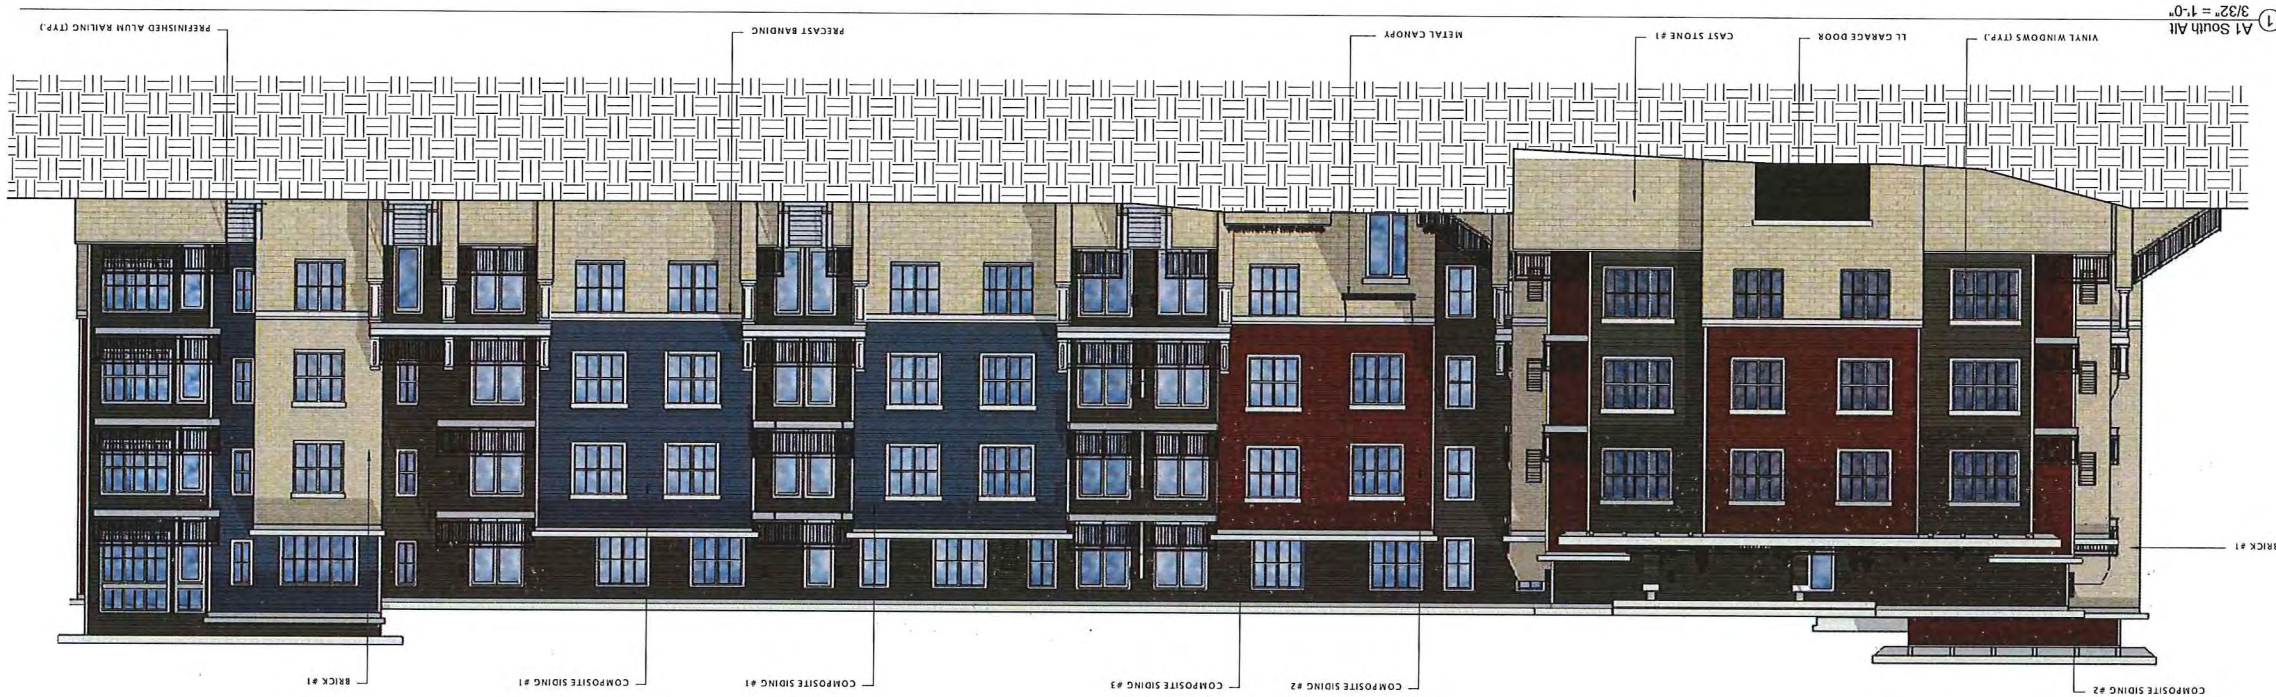 COMPOSITE SIDING #2
COMPOSITE SIDING #2
COMPOSITE SIDING #3
COMPOSITE SIDING #1
COMPOSITE SIDING #1
BRICK #1
BRICK #1
VINYL WINDOWS (TYP.)
LL GARAGE DOOR
CAST STONE #1
METAL CANOPY
PRECAST BANDING
PREFINISHED ALUM RAILING (TYP.)
1
A1 South Alt
3/32" = 1'-0"